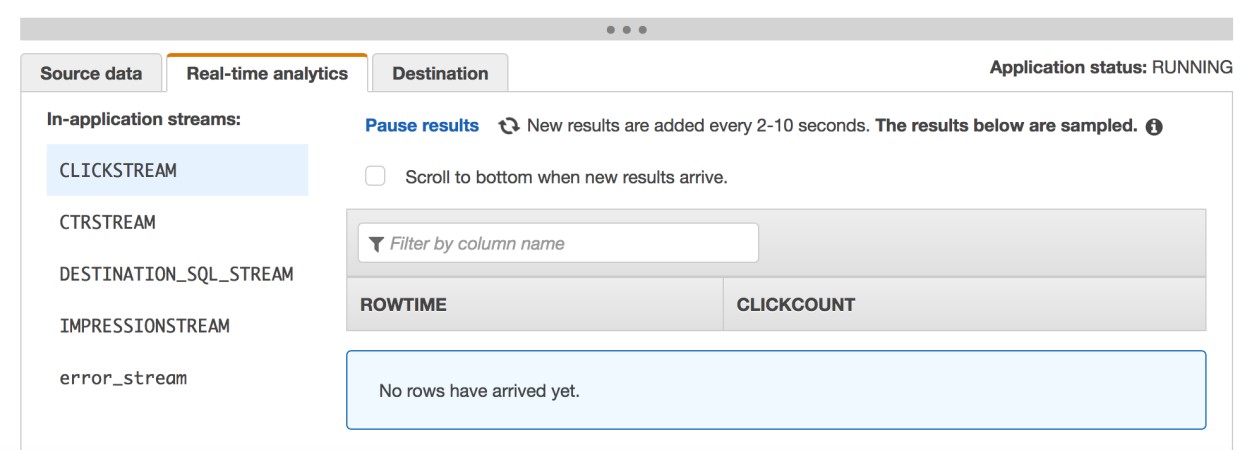 Source data
Real-time analytics
Destination
Application status: RUNNING
In-application streams:
Pause results New results are added every 2-10 seconds. The results below are sampled.
CLICKSTREAM
Scroll to bottom when new results arrive.
CTRSTREAM
Filter by column name
DESTINATION_SQL_STREAM
ROWTIME
CLICKCOUNT
IMPRESSIONSTREAM
error_stream
No rows have arrived yet.